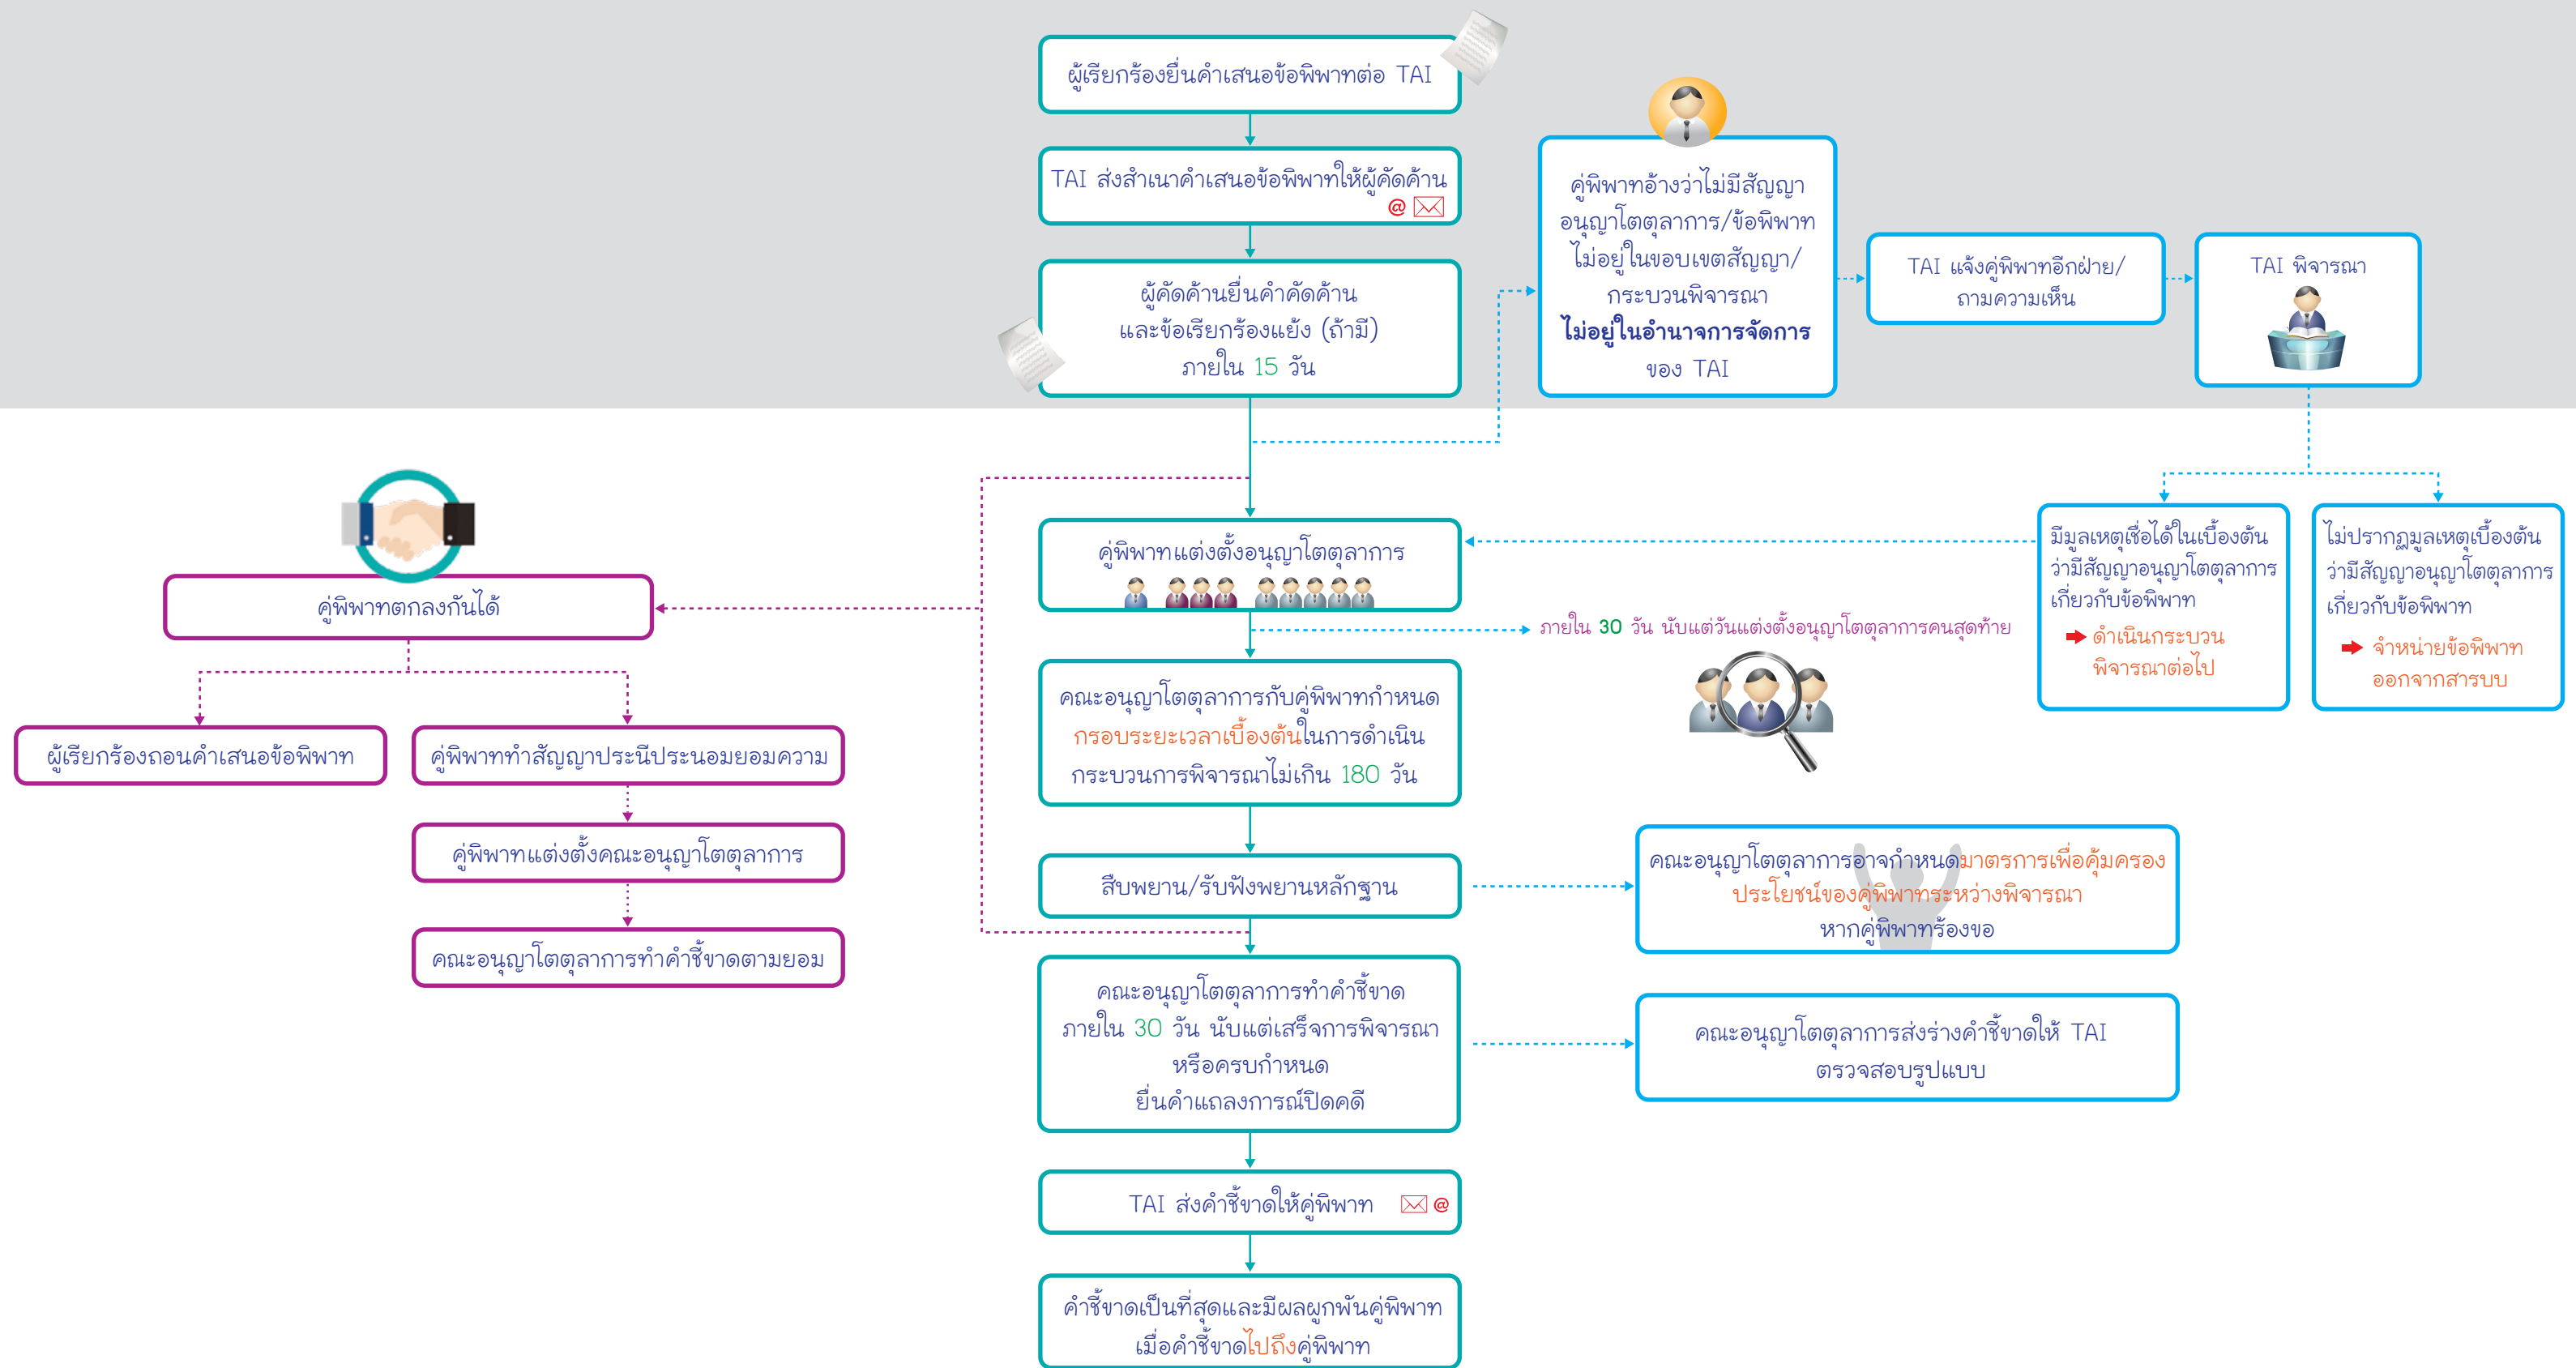 ผู้เรียกร้องยื่นคำเสนอข้อพิพาทต่อ TAI
TAI ส่งสำเนาคำเสนอข้อพิพาทให้ผู้คัดค้าน
@
ผู้คัดค้านยื่นคำคัดค้าน
และข้อเรียกร้องแย้ง (ถ้ามี)
ภายใน 15 วัน
คู่พิพาทอ้างว่าไม่มีสัญญา
อนุญาโตตุลาการ/ข้อพิพาท
ไม่อยู่ในขอบเขตสัญญา/
กระบวนพิจารณา
ไม่อยู่ในอำนาจการจัดการ
ของ TAI
TAI แจ้งคู่พิพาทอีกฝ่าย/
ถามความเห็น
TAI พิจารณา
มีมูลเหตุเชื่อได้ในเบื้องต้น
ว่ามีสัญญาอนุญาโตตุลาการ
เกี่ยวกับข้อพิพาท
ดำเนินกระบวน
พิจารณาต่อไป
ไม่ปรากฏมูลเหตุเบื้องต้น
ว่ามีสัญญาอนุญาโตตุลาการ
เกี่ยวกับข้อพิพาท
จำหน่ายข้อพิพาท
ออกจากสารบบ
คู่พิพาทแต่งตั้งอนุญาโตตุลาการ
ภายใน 30 วัน นับแต่วันแต่งตั้งอนุญาโตตุลาการคนสุดท้าย
คู่พิพาทตกลงกันได้
ผู้เรียกร้องถอนคำเสนอข้อพิพาท
คู่พิพาททำสัญญาประนีประนอมยอมความ
คู่พิพาทแต่งตั้งคณะอนุญาโตตุลาการ
คณะอนุญาโตตุลาการทำคำชี้ขาดตามยอม
คณะอนุญาโตตุลาการกับคู่พิพาทกำหนด
กรอบระยะเวลาเบื้องต้นในการดำเนิน
กระบวนการพิจารณาไม่เกิน 180 วัน
สืบพยาน/รับฟังพยานหลักฐาน
คณะอนุญาโตตุลาการอาจกำหนดมาตรการเพื่อคุ้มครอง
ประโยชน์ของคู่พิพาทระหว่างพิจารณา
หากคู่พิพาทร้องขอ
คณะอนุญาโตตุลาการทำคำชี้ขาด
ภายใน 30 วัน นับแต่เสร็จการพิจารณา
หรือครบกำหนด
ยื่นคำแถลงการณ์ปิดคดี
คณะอนุญาโตตุลาการส่งร่างคำชี้ขาดให้ TAI
ตรวจสอบรูปแบบ
TAI ส่งคำชี้ขาดให้คู่พิพาท @
คำชี้ขาดเป็นที่สุดและมีผลผูกพันคู่พิพาท
เมื่อคำชี้ขาดไปถึงคู่พิพาท